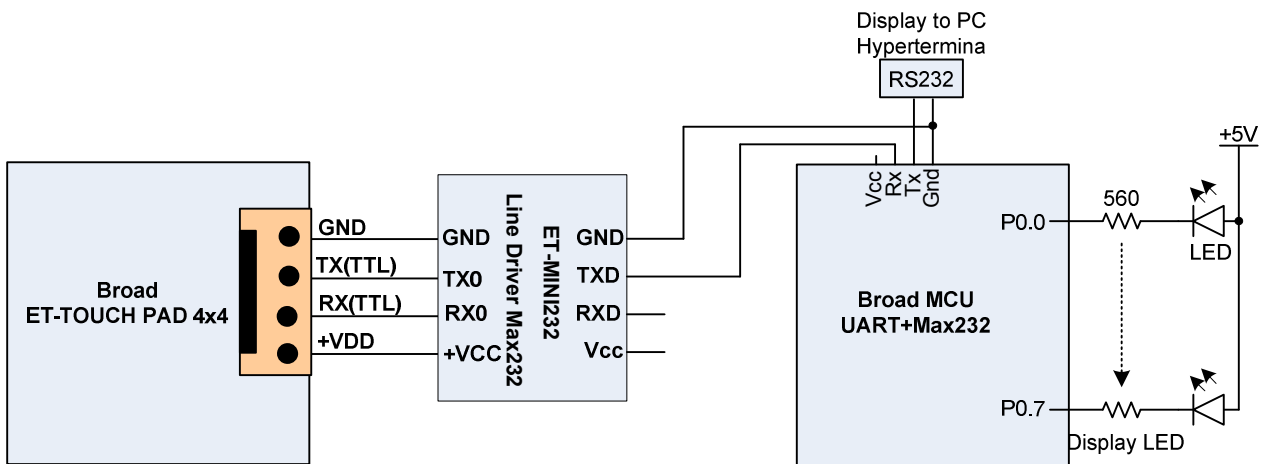 Display to PC
Hypertermina
RS232
+5V
Vcc
Rx
Tx
Gnd
560
P0.0
LED
GND
TX(TTL)
RX(TTL)
+VDD
Broad
ET-TOUCH PAD 4x4
GND
TX0
RX0
+VCC
Line Driver Max232
ET-MINI232
GND
TXD
RXD
Vcc
Broad MCU
UART+Max232
P0.7
Display LED